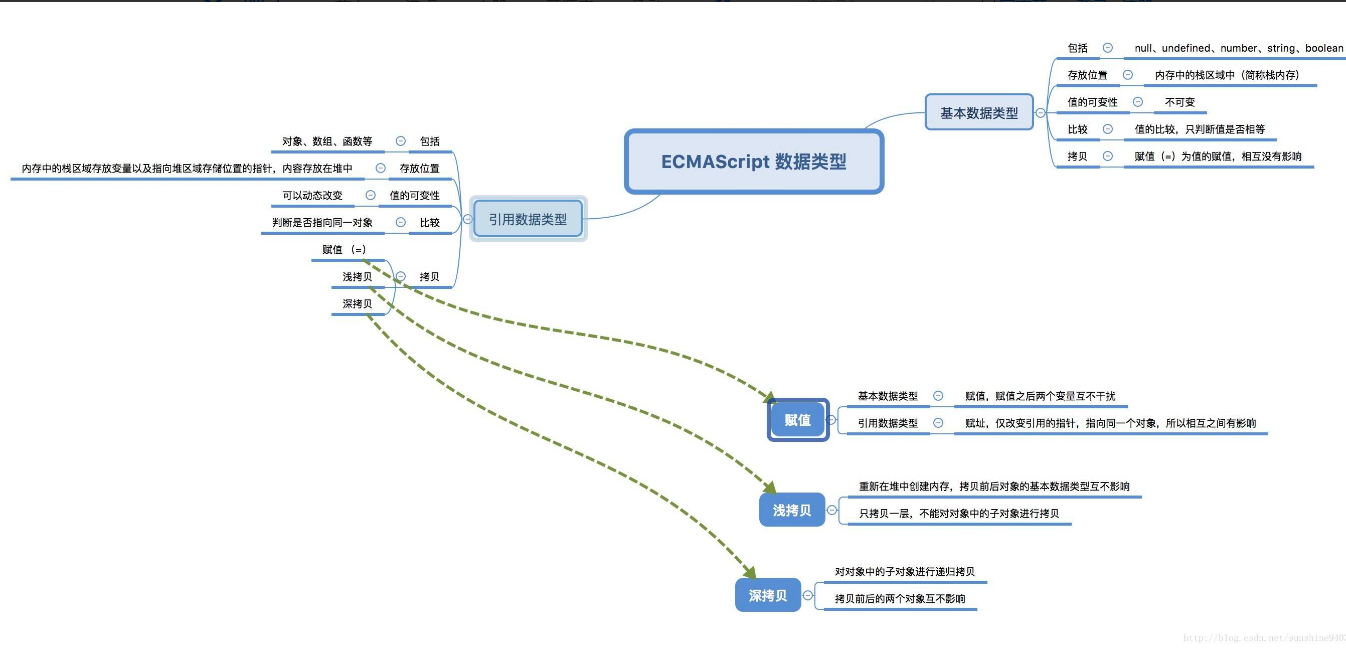 ECMAScript 数据类型
基本数据类型
包括
null、undefined、number、string、boolean
存放位置
内存中的栈区域中（简称栈内存）
值的可变性
不可变
比较
值的比较，只判断值是否相等
拷贝
赋值（=）为值的赋值，相互没有影响
引用数据类型
包括
对象、数组、函数等
存放位置
内存中的栈区域存放变量以及指向堆区域存储位置的指针，内容存放在堆中
值的可变性
可以动态改变
比较
判断是否指向同一对象
拷贝
赋值 （=）
浅拷贝
深拷贝
赋值
基本数据类型
赋值，赋值之后两个变量互不干扰
引用数据类型
赋址，仅改变引用的指针，指向同一个对象，所以相互之间有影响
浅拷贝
重新在堆中创建内存，拷贝前后对象的基本数据类型互不影响
只拷贝一层，不能对对象中的子对象进行拷贝
深拷贝
对对象中的子对象进行递归拷贝
拷贝前后的两个对象互不影响